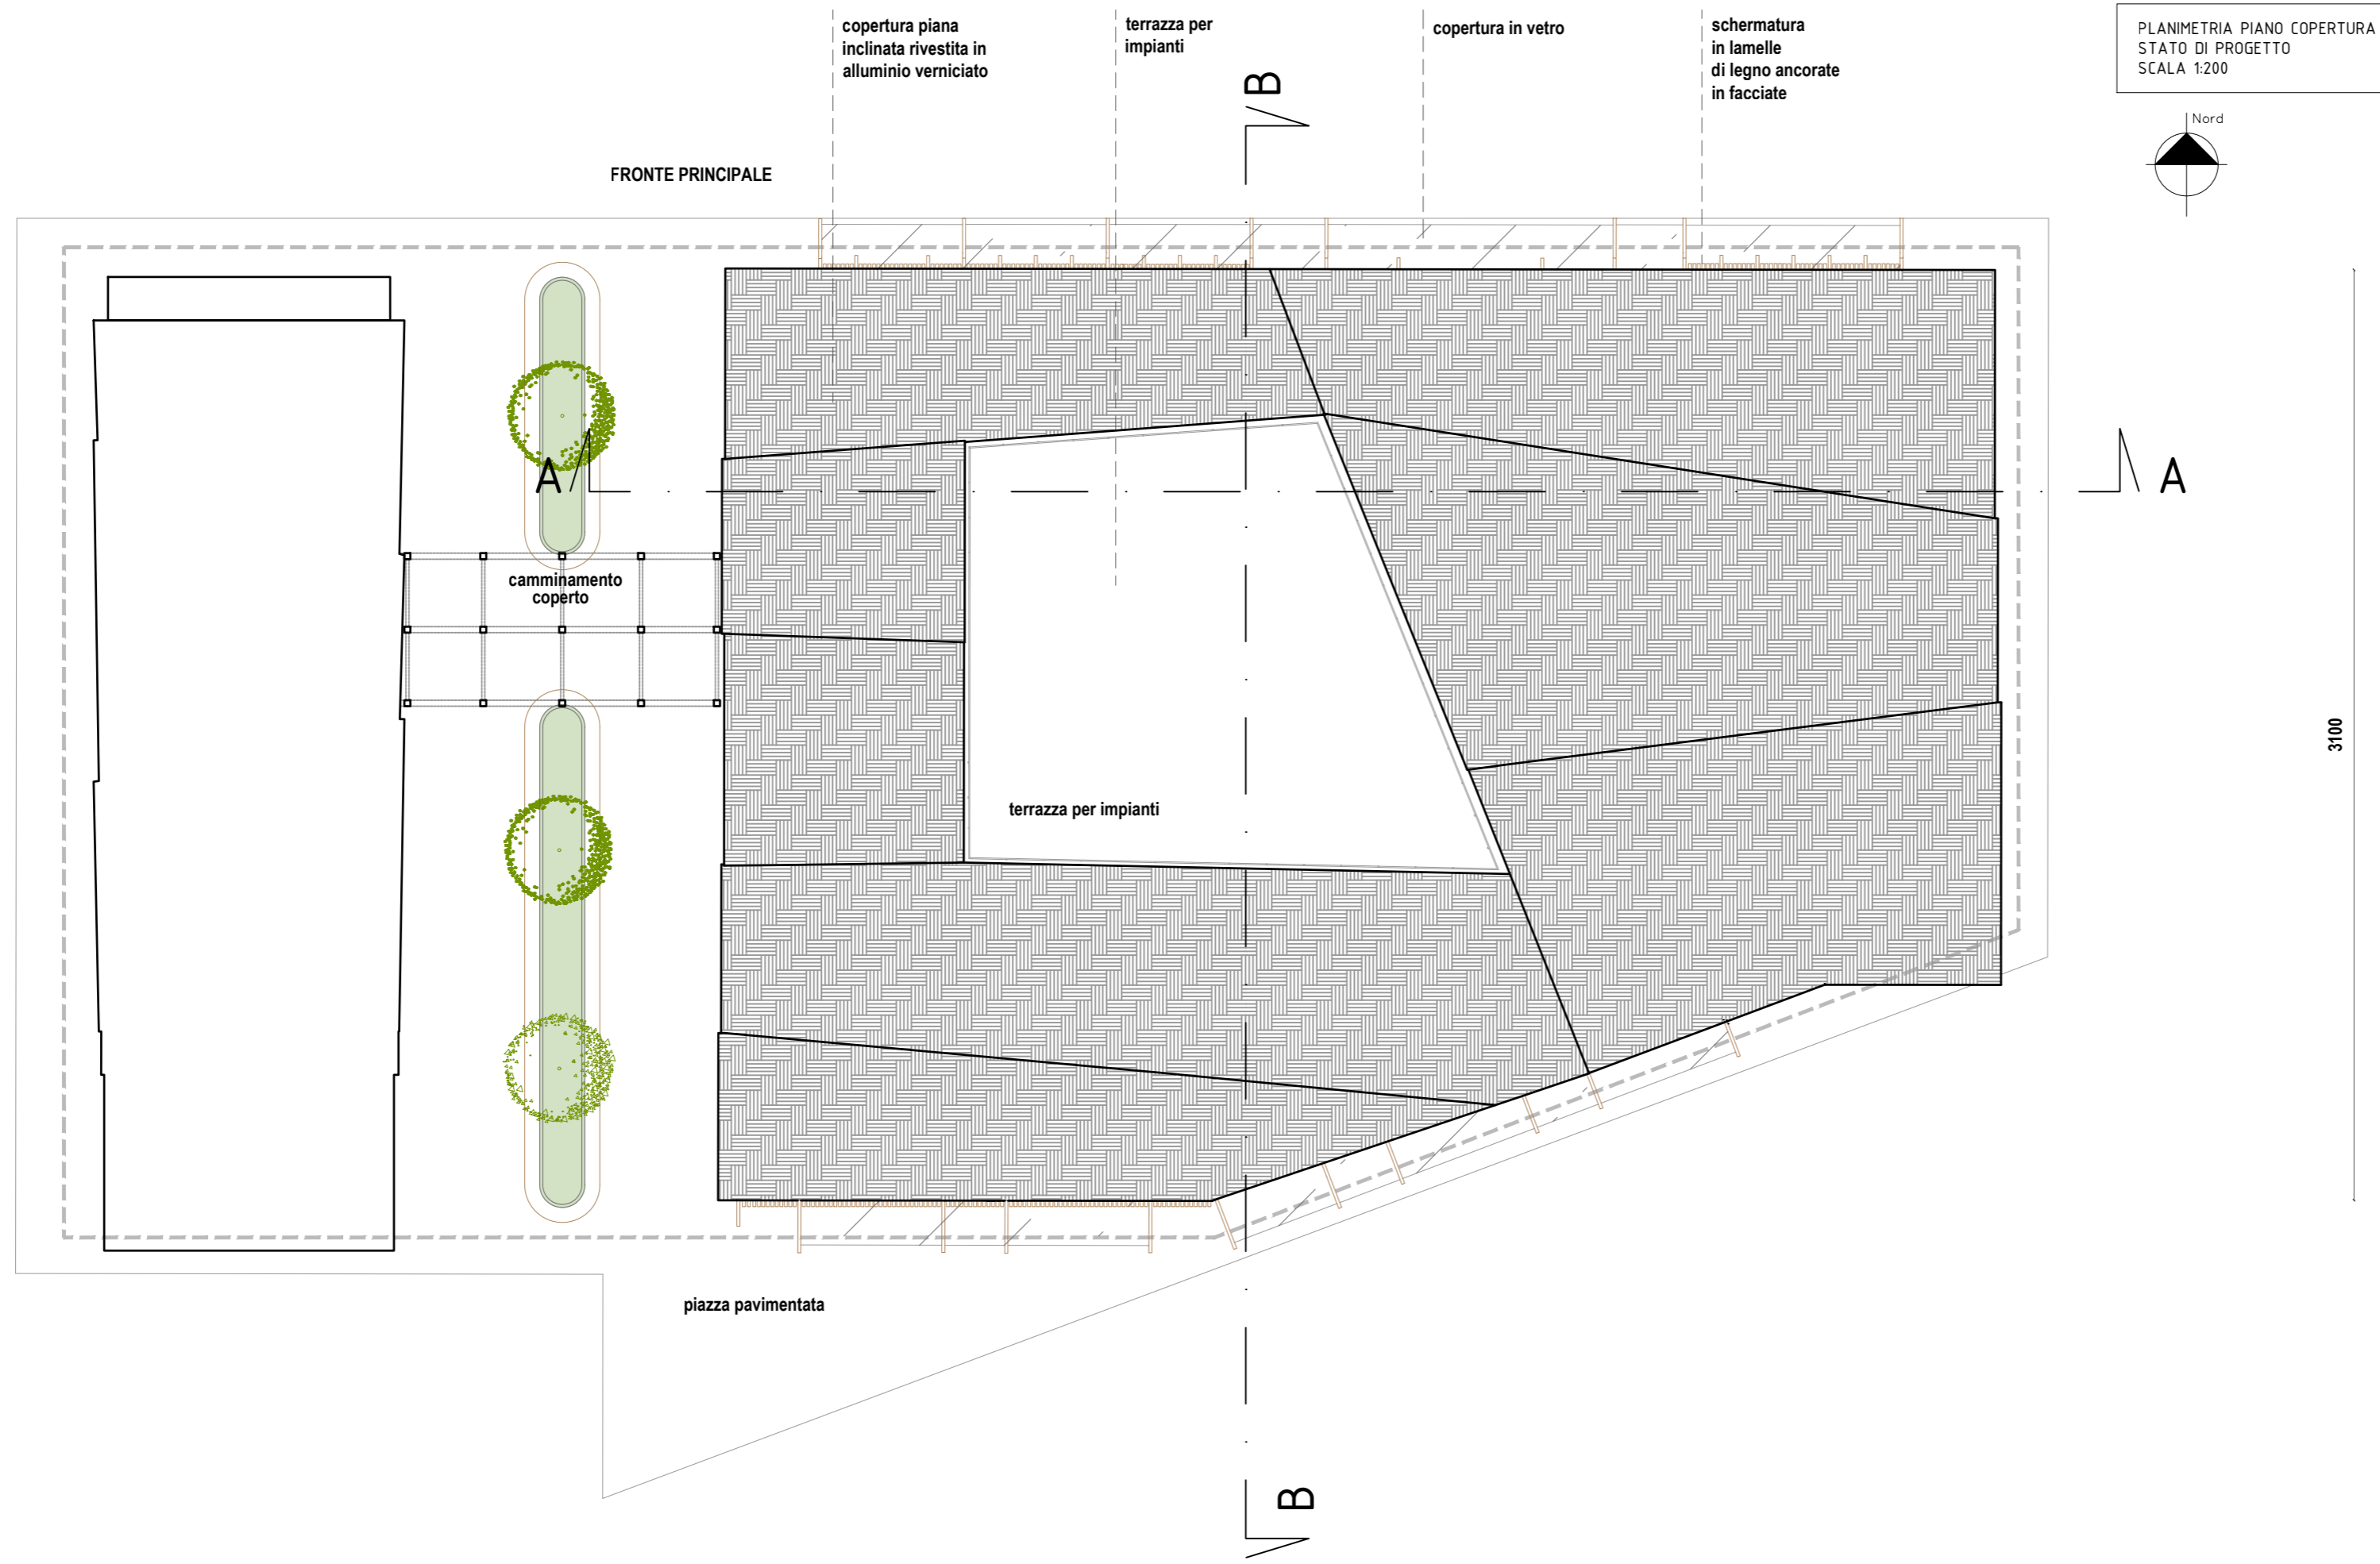 copertura piana
inclinata rivestita in
alluminio verniciato
terrazza per
impianti
copertura in vetro
schermatura
in lamelle
di legno ancorate
in facciate
PLANIMETRIA PIANO COPERTURA
STATO DI PROGETTO
SCALA 1:200
Nord
B
FRONTE PRINCIPALE
A
A
camminamento
coperto
3100
terrazza per impianti
piazza pavimentata
B